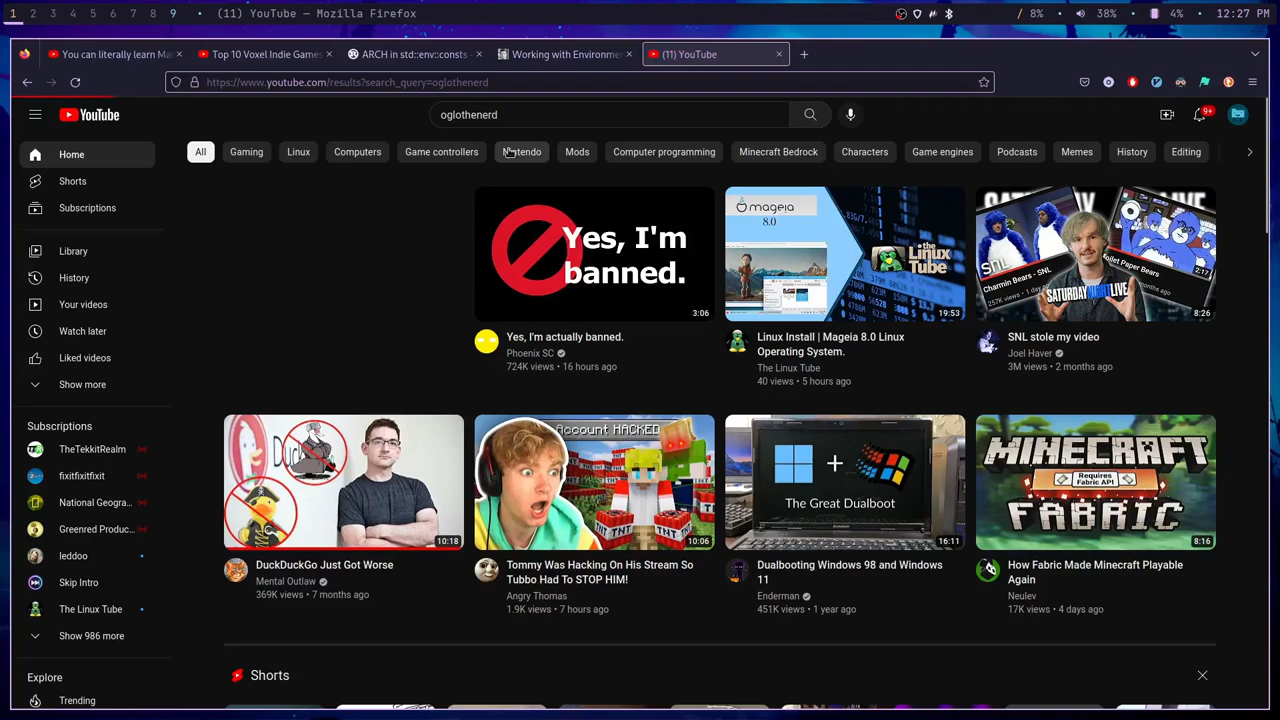 1 2 3 4 5 6 7 8 9 • (11) YouTube — Mozilla Firefox / 8% • 38% • 4% • 12:27 PM
You can literally learn Ma
Top 10 Voxel Indie Games
ARCH in std::env::consts -
Working with Environme
(11) YouTube
https://www.youtube.com/results?search_query=oglothenerd
YouTube
oglothenerd
9+
All Gaming Linux Computers Game controllers Nintendo Mods Computer programming Minecraft Bedrock Characters Game engines Podcasts Memes History Editing
Home
Shorts
Subscriptions
Library
History
Your videos
Watch later
Liked videos
Show more
Subscriptions
TheTekkitRealm
fixitfixitfixit
National Geogra...
Greenred Produc...
leddoo
Skip Intro
The Linux Tube
Show 986 more
Explore
Trending
Yes, I'm
banned.
3:06
Yes, I'm actually banned.
Phoenix SC
724K views • 16 hours ago
mageia
8.0
the
Linux
Tube
19:53
Linux Install | Mageia 8.0 Linux
Operating System.
The Linux Tube
40 views • 5 hours ago
SNL
Charmin Bears - SNL
Toilet Paper Bears
2:17
SATURDAY NIGHT LIVE
8:26
SNL stole my video
Joel Haver
3M views • 2 months ago
10:18
DuckDuckGo Just Got Worse
Mental Outlaw
369K views • 7 months ago
Account HACKED
TNT
10:06
Tommy Was Hacking On His Stream So
Tubbo Had To STOP HIM!
Angry Thomas
1.9K views • 7 hours ago
+
The Great Dualboot
16:11
Dualbooting Windows 98 and Windows
11
Enderman
451K views • 1 year ago
MINECRAFT
Requires
Fabric API
FABRIC
8:16
How Fabric Made Minecraft Playable
Again
Neulev
17K views • 4 days ago
Shorts